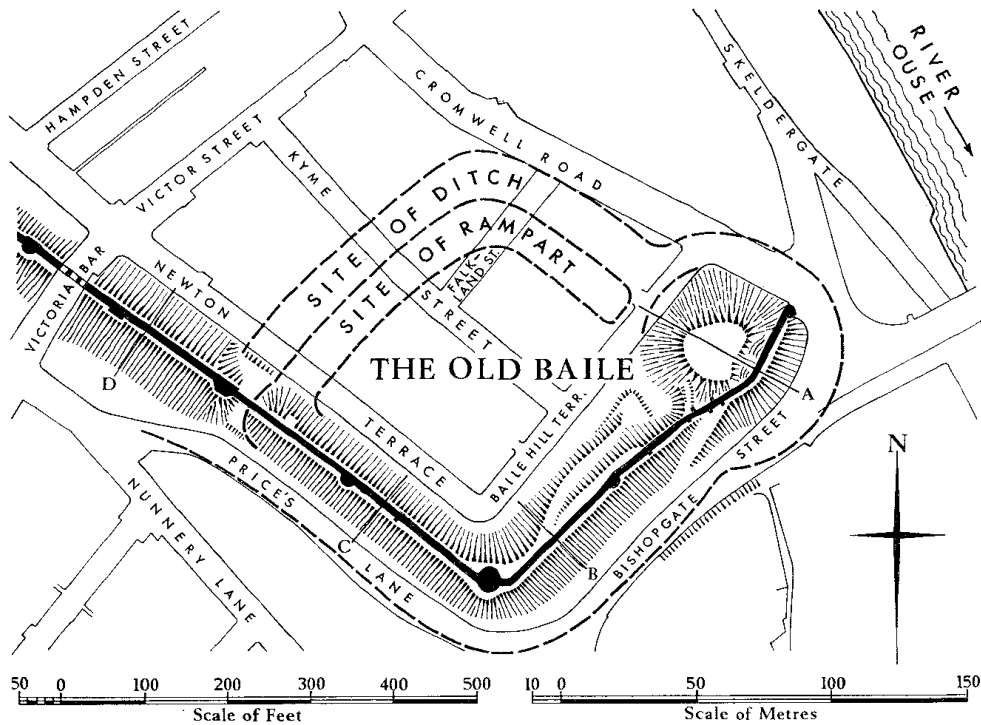 HAMPDEN STREET
VICTOR STREET
KYME
STREET
CROMWELL ROAD
SKELDERGATE
RIVER
OUSE
SITE OF DITCH
SITE OF RAMPART
FALK-
LAND ST.
VICTORIA BAR
NEWTON
TERRACE
THE OLD BAILE
BAILE HILL TERR.
A
B
C
D
PRICE'S
LANE
NUNNERY LANE
BISHOPGATE
STREET
N
50 0 100 200 300 400 500
Scale of Feet
10 0 50 100 150
Scale of Metres